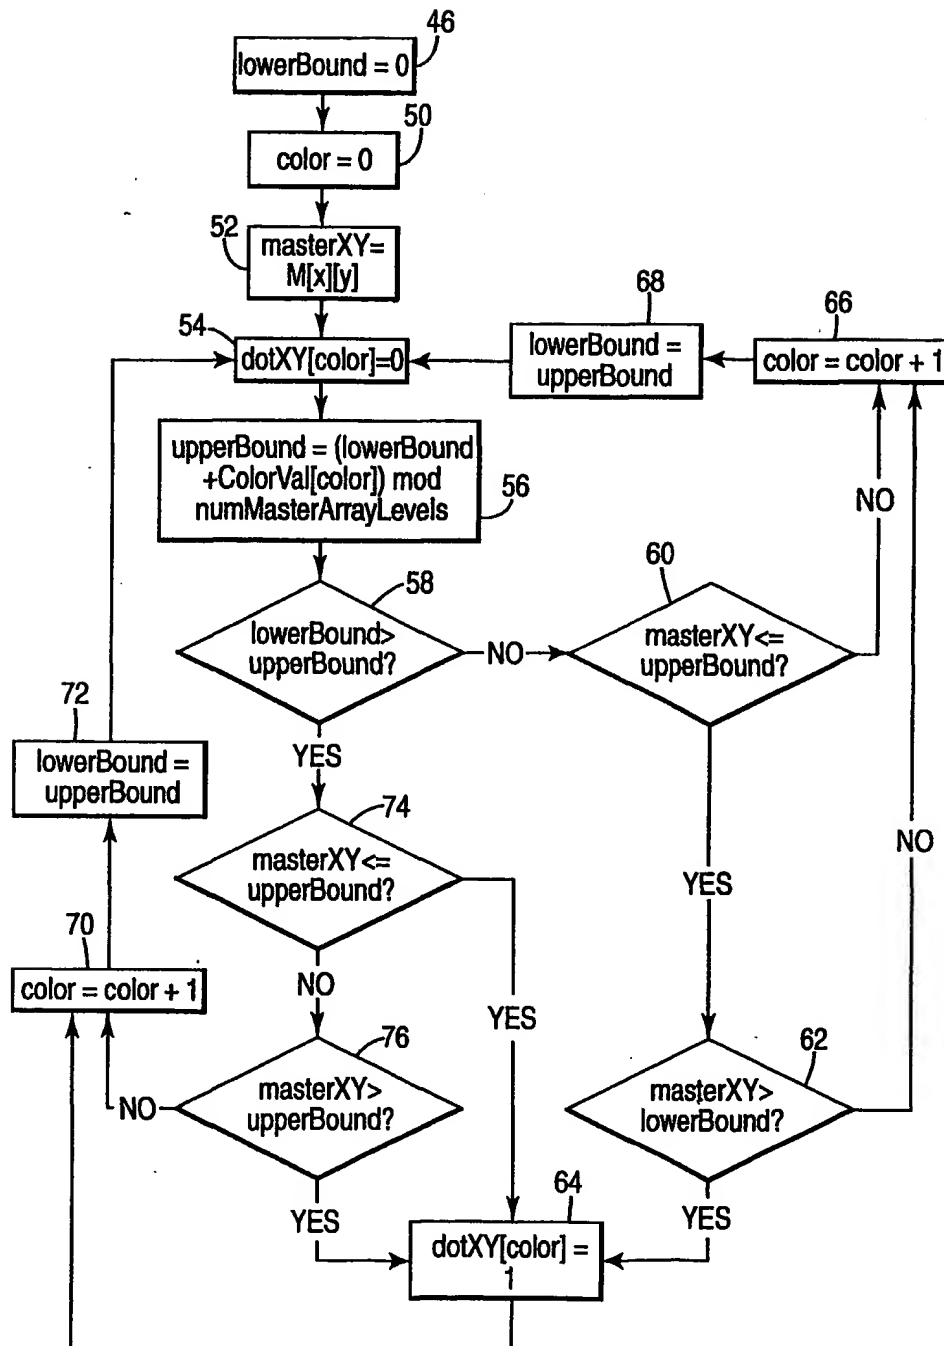 46
lowerBound = 0
50
color = 0
52
masterXY=
M[x][y]
54
dotXY[color]=0
68
lowerBound =
upperBound
66
color = color + 1
upperBound = (lowerBound
+ColorVal[color]) mod
numMasterArrayLevels
56
NO
58
lowerBound>
upperBound?
NO
60
masterXY<=
upperBound?
72
lowerBound =
upperBound
YES
74
masterXY<=
upperBound?
YES
NO
70
color = color + 1
NO
YES
76
masterXY>
upperBound?
NO
62
masterXY>
lowerBound?
YES
64
YES
dotXY[color] =
1